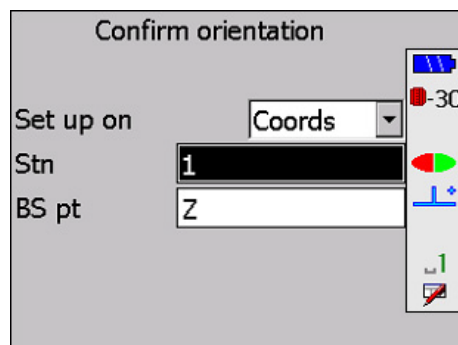 Confirm orientation
-30
Set up on Coords
Stn 1
BS pt Z
1